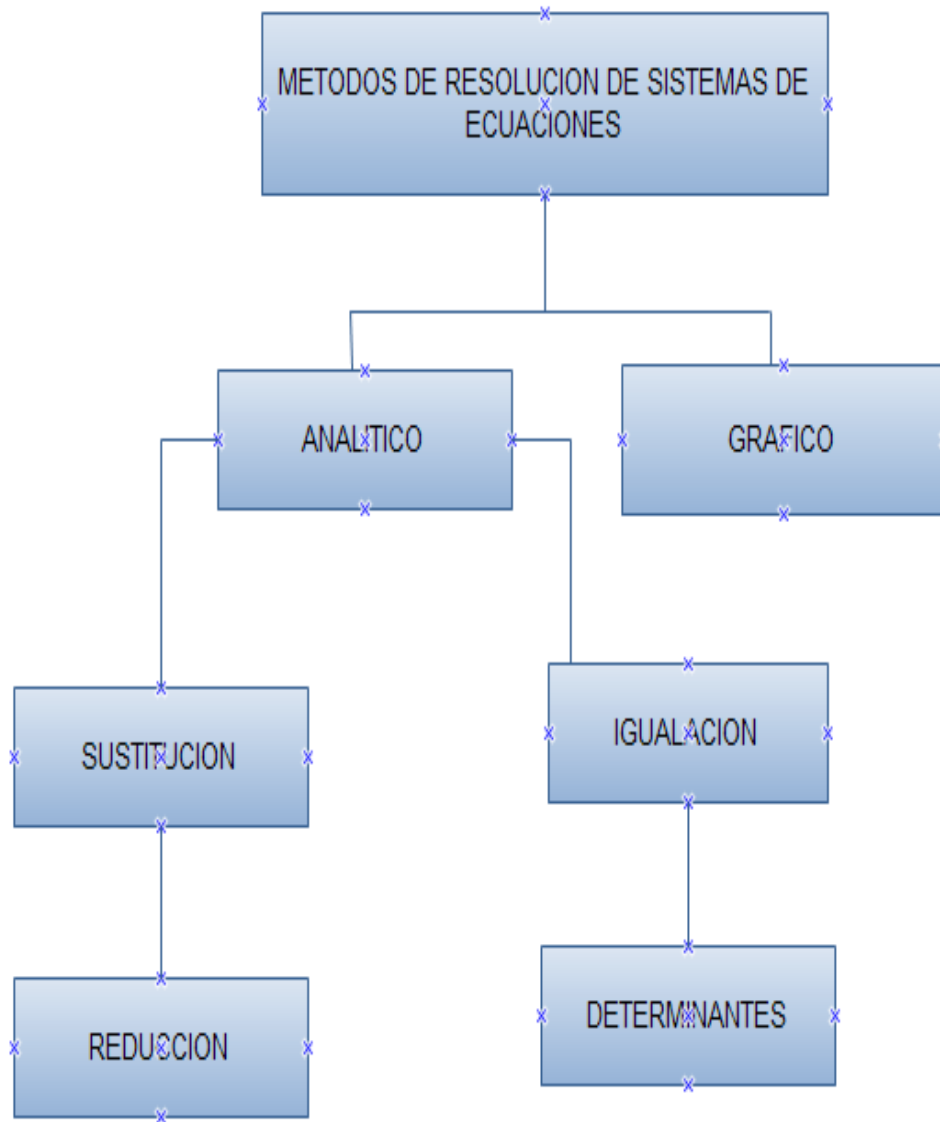 METODOS DE RESOLUCION DE SISTEMAS DE
ECUACIONES
ANALITICO
GRAFICO
SUSTITUCION
IGUALACION
REDUCCION
DETERMINANTES